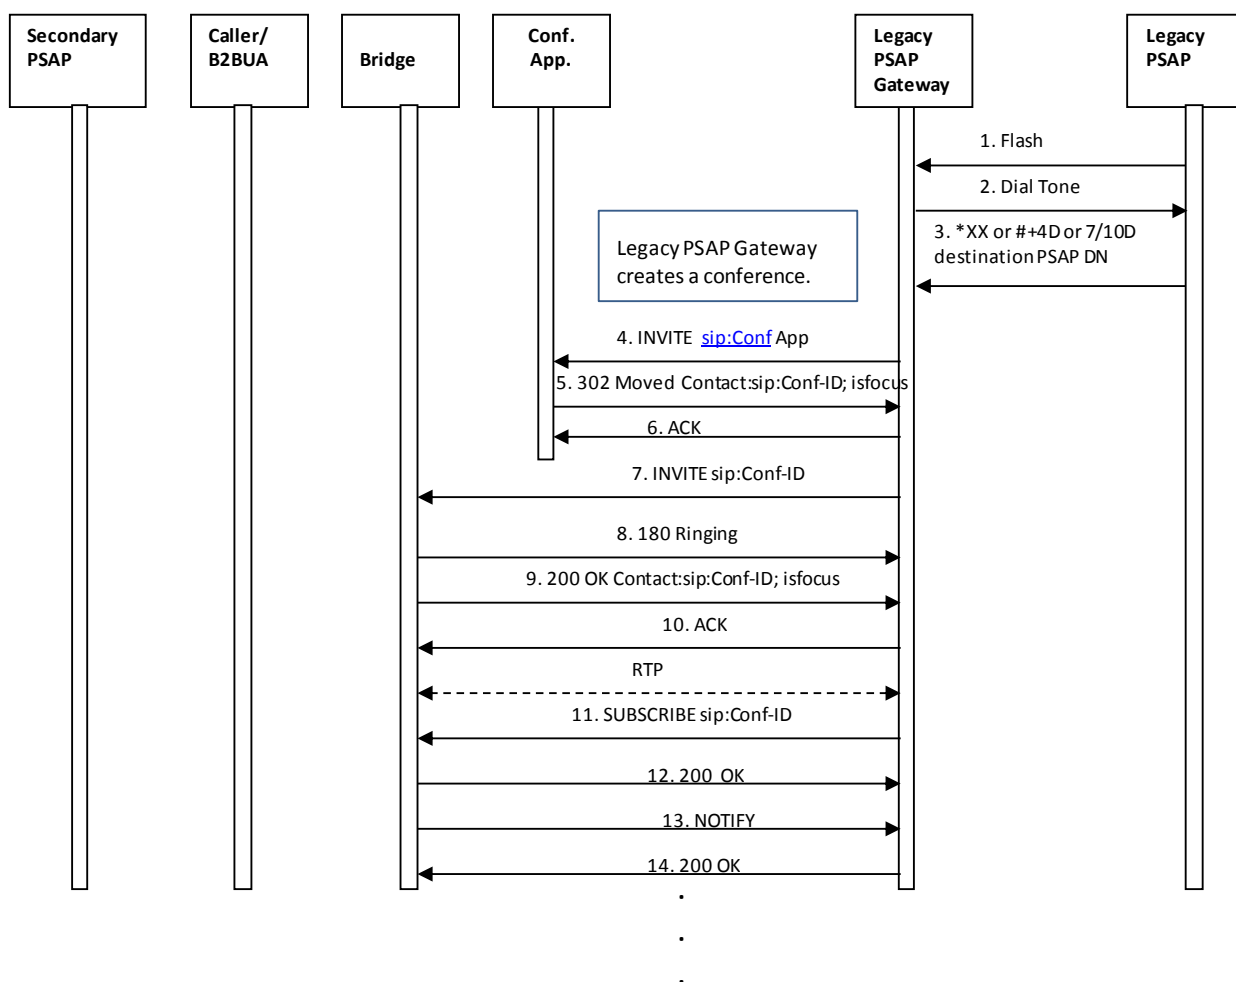 Secondary
PSAP
Caller/
B2BUA
Bridge
Conf.
App.
Legacy
PSAP
Gateway
Legacy
PSAP
1. Flash
2. Dial Tone
3. *XX or #+4D or 7/10D
destination PSAP DN
Legacy PSAP Gateway
creates a conference.
4. INVITE sip:Conf App
5. 302 Moved Contact:sip:Conf-ID; isfocus
6. ACK
7. INVITE sip:Conf-ID
8. 180 Ringing
9. 200 OK Contact:sip:Conf-ID; isfocus
10. ACK
RTP
11. SUBSCRIBE sip:Conf-ID
12. 200 OK
13. NOTIFY
14. 200 OK
.
.
.